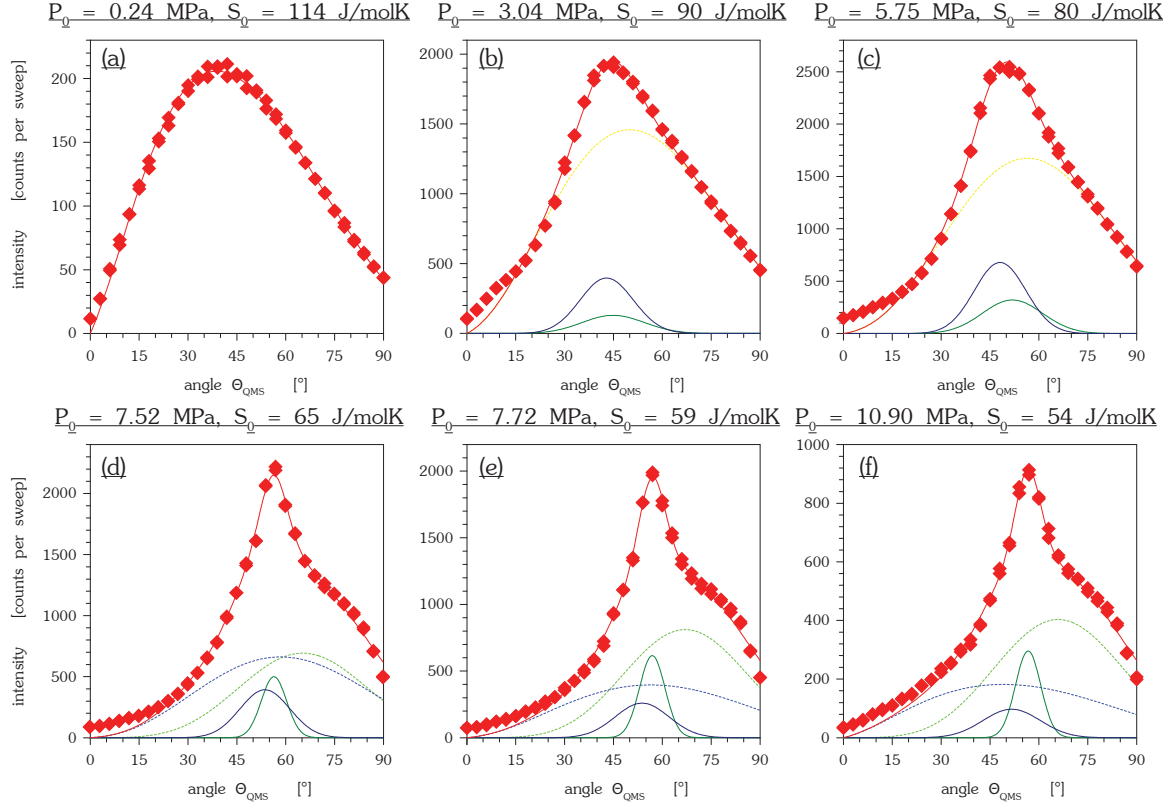 P₀ = 0.24 MPa, S₀ = 114 J/molK
P₀ = 3.04 MPa, S₀ = 90 J/molK
P₀ = 5.75 MPa, S₀ = 80 J/molK
(a)
(b)
(c)
intensity [counts per sweep]
0 50 100 150 200
0 500 1000 1500 2000
0 500 1000 1500 2000 2500
0 15 30 45 60 75 90
0 15 30 45 60 75 90
0 15 30 45 60 75 90
angle Θ_QMS [°]
angle Θ_QMS [°]
angle Θ_QMS [°]
P₀ = 7.52 MPa, S₀ = 65 J/molK
P₀ = 7.72 MPa, S₀ = 59 J/molK
P₀ = 10.90 MPa, S₀ = 54 J/molK
(d)
(e)
(f)
intensity [counts per sweep]
0 500 1000 1500 2000
0 500 1000 1500 2000
0 200 400 600 800 1000
0 15 30 45 60 75 90
0 15 30 45 60 75 90
0 15 30 45 60 75 90
angle Θ_QMS [°]
angle Θ_QMS [°]
angle Θ_QMS [°]